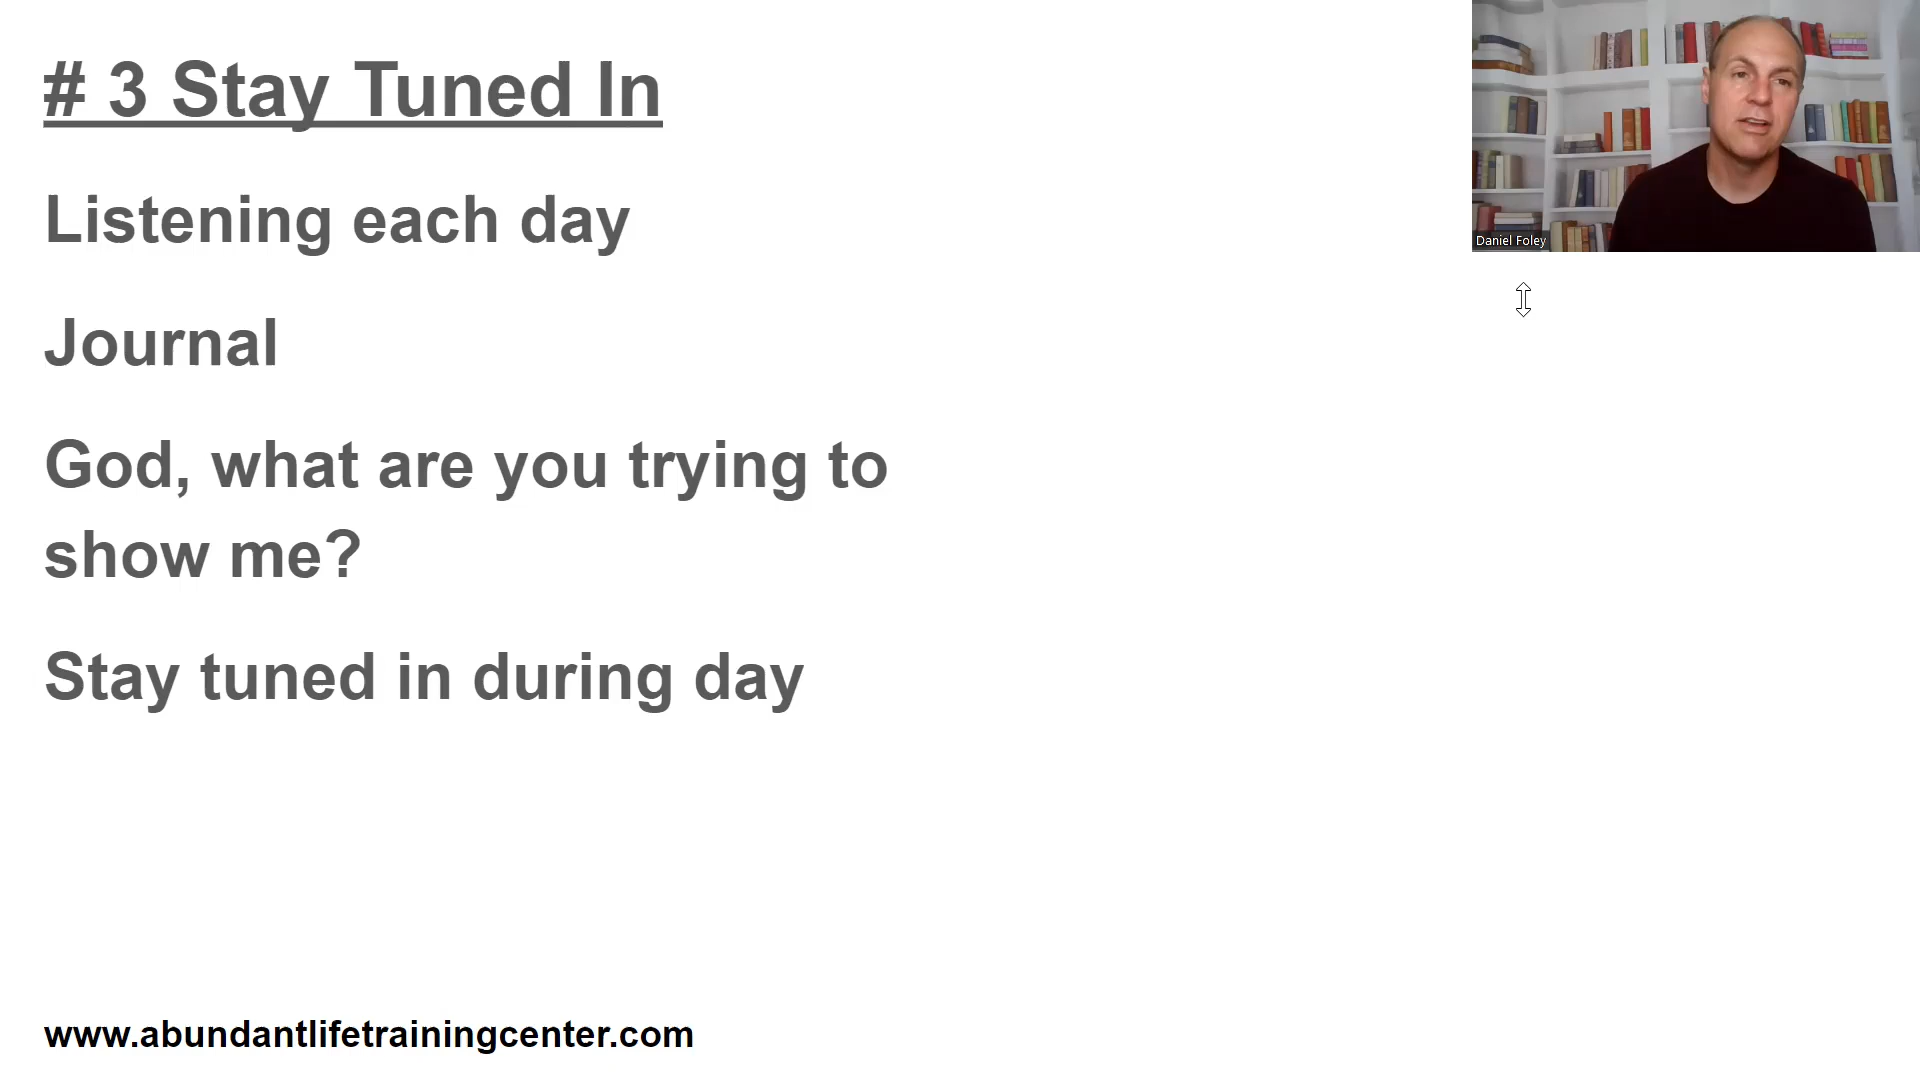 # 3 Stay Tuned In
Listening each day
Journal
God, what are you trying to
show me?
Stay tuned in during day
Daniel Foley
www.abundantlifetrainingcenter.com